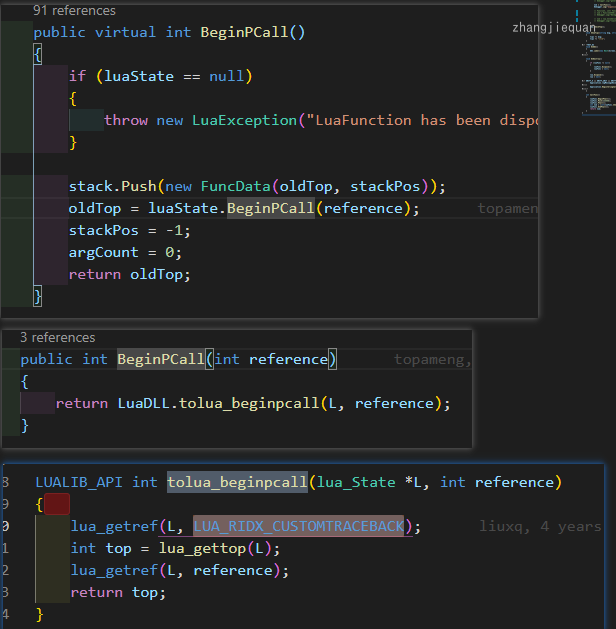 91 references
zhangjiequan
public virtual int BeginPCall()
{
if (luaState == null)
{
throw new LuaException("LuaFunction has been dispo
}
stack.Push(new FuncData(oldTop, stackPos));
oldTop = luaState.BeginPCall(reference); topamen
stackPos = -1;
argCount = 0;
return oldTop;
}
3 references
public int BeginPCall(int reference) topameng,
{
return LuaDLL.tolua_beginpcall(L, reference);
}
8 LUALIB_API int tolua_beginpcall(lua_State *L, int reference)
9 {
0 lua_getref(L, LUA_RIDX_CUSTOMTRACEBACK); liuxq, 4 years
1 int top = lua_gettop(L);
2 lua_getref(L, reference);
3 return top;
4 }